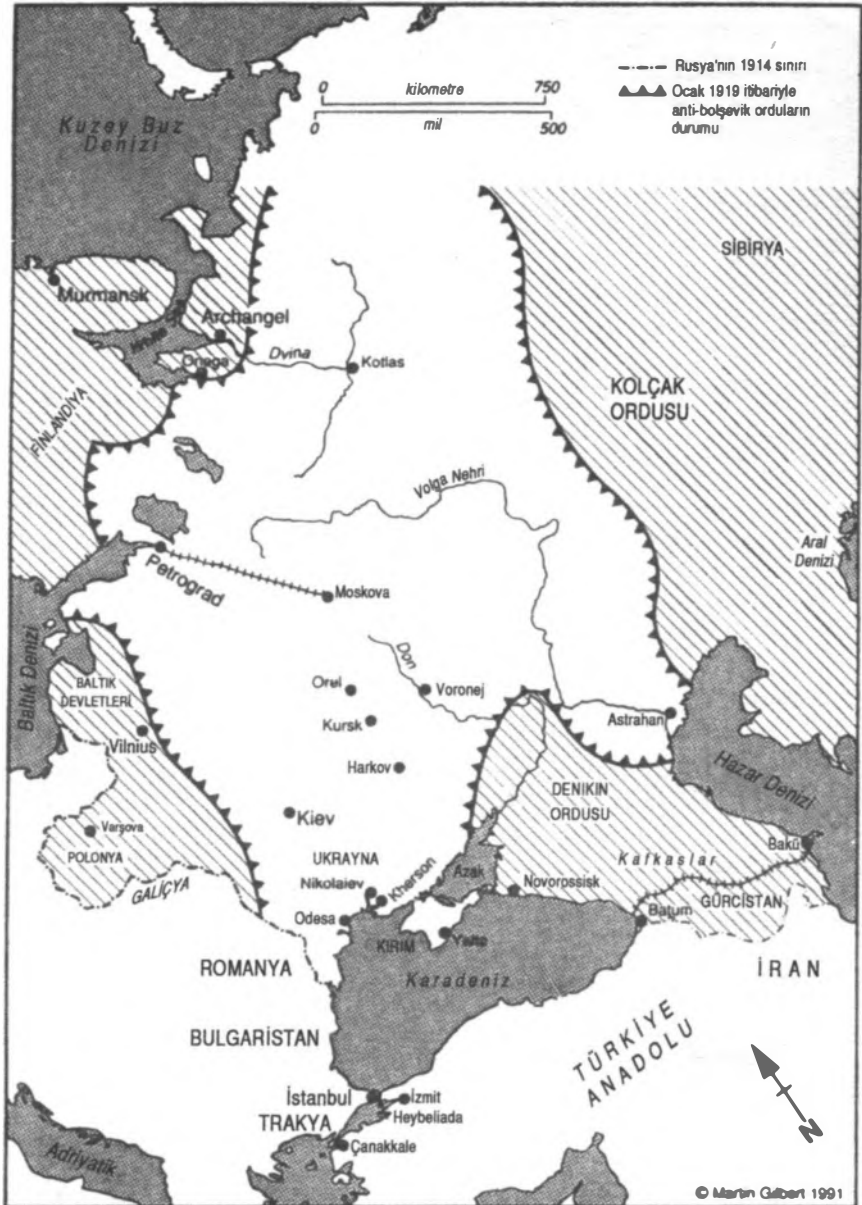 Rusya'nın 1914 sınırı
Ocak 1919 itibariyle
anti-bolşevik orduların
durumu
0 kilometre 750
0 mil 500
Kuzey Buz
Denizi
SİBİRYA
Murmansk
Archangel
Onega
Dvina
Kotlas
KOLÇAK
ORDUSU
FİNLANDİYA
Volga Nehri
Aral
Denizi
Petrograd
Moskova
Baltık Denizi
Don
BALTIK
DEVLETLERİ
Orel
Voronej
Vilnius
Kursk
Astrahan
Harkov
Hazar Denizi
DENIKIN
ORDUSU
Varşova
Kiev
POLONYA
UKRAYNA
Azak
Kafkaslar
Bakü
GALİÇYA
Nikolaiev
Kherson
Novorossisk
GÜRCİSTAN
Odesa
Batum
KIRIM
Yalta
ROMANYA
Karadeniz
İRAN
BULGARİSTAN
TÜRKİYE
ANADOLU
İstanbul
İzmit
TRAKYA
Heybeliada
Çanakkale
Adriyatik
N
© Martin Gilbert 1991